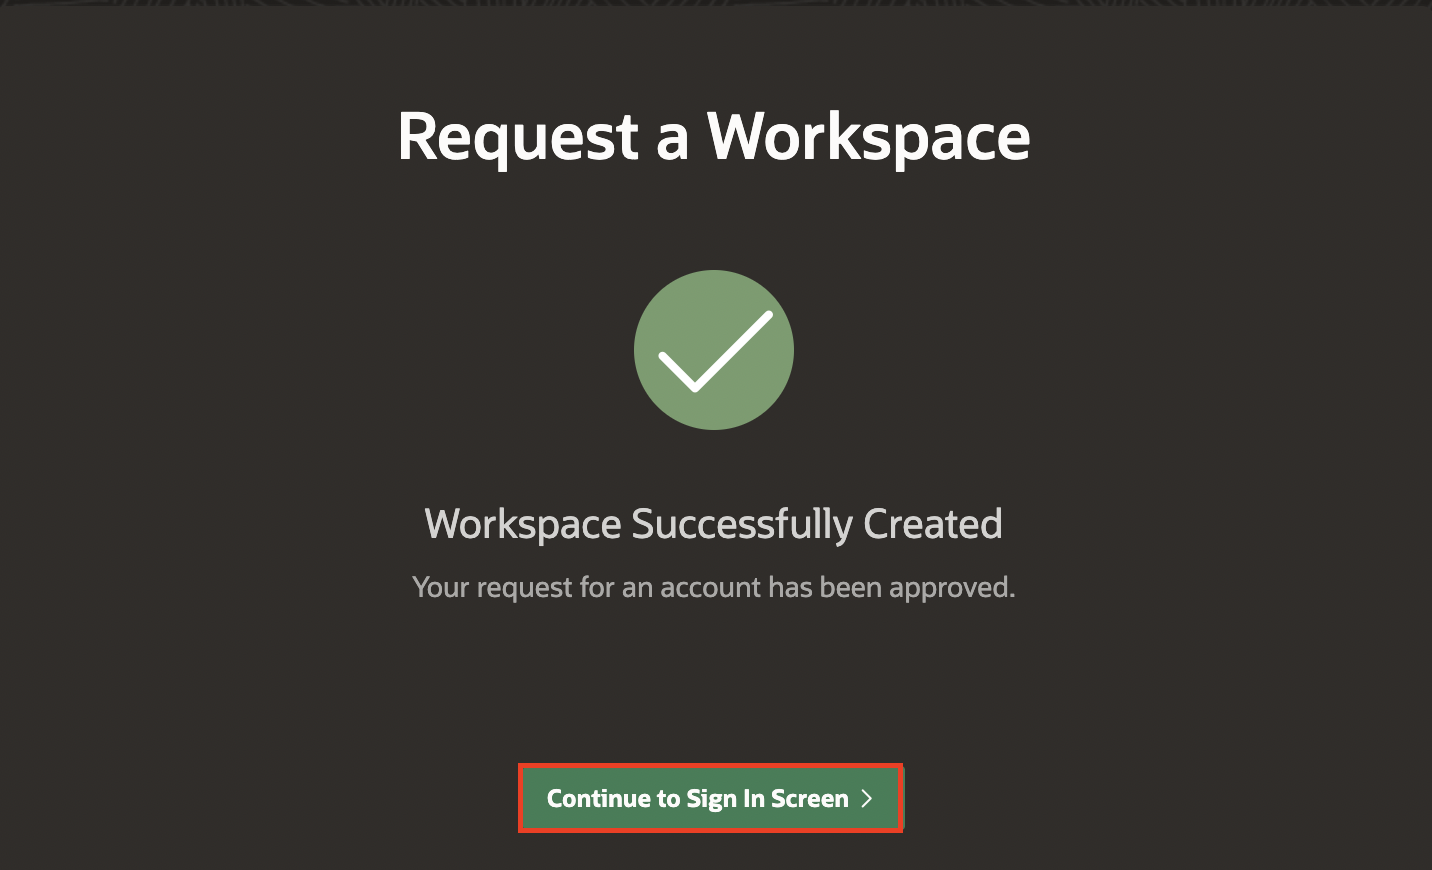 Request a Workspace
Workspace Successfully Created
Your request for an account has been approved.
Continue to Sign In Screen